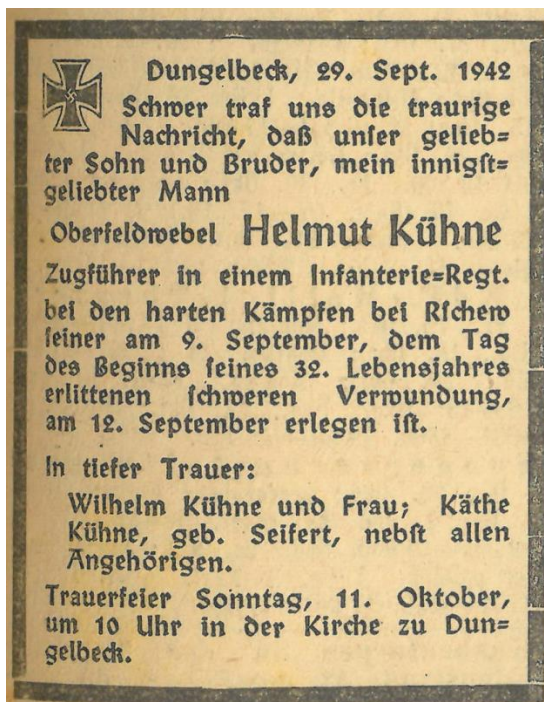 Dungelbeck, 29. Sept. 1942
Schwer traf uns die traurige
Nachricht, daß unser gelieb=
ter Sohn und Bruder, mein innigst=
geliebter Mann
Oberfeldwebel Helmut Kühne
Zugführer in einem Infanterie=Regt.
bei den harten Kämpfen bei Rschew
seiner am 9. September, dem Tag
des Beginns seines 32. Lebensjahres
erlittenen schweren Verwundung,
am 12. September erlegen ist.
In tiefer Trauer:
Wilhelm Kühne und Frau; Käthe
Kühne, geb. Seifert, nebst allen
Angehörigen.
Trauerfeier Sonntag, 11. Oktober,
um 10 Uhr in der Kirche zu Dun=
gelbeck.